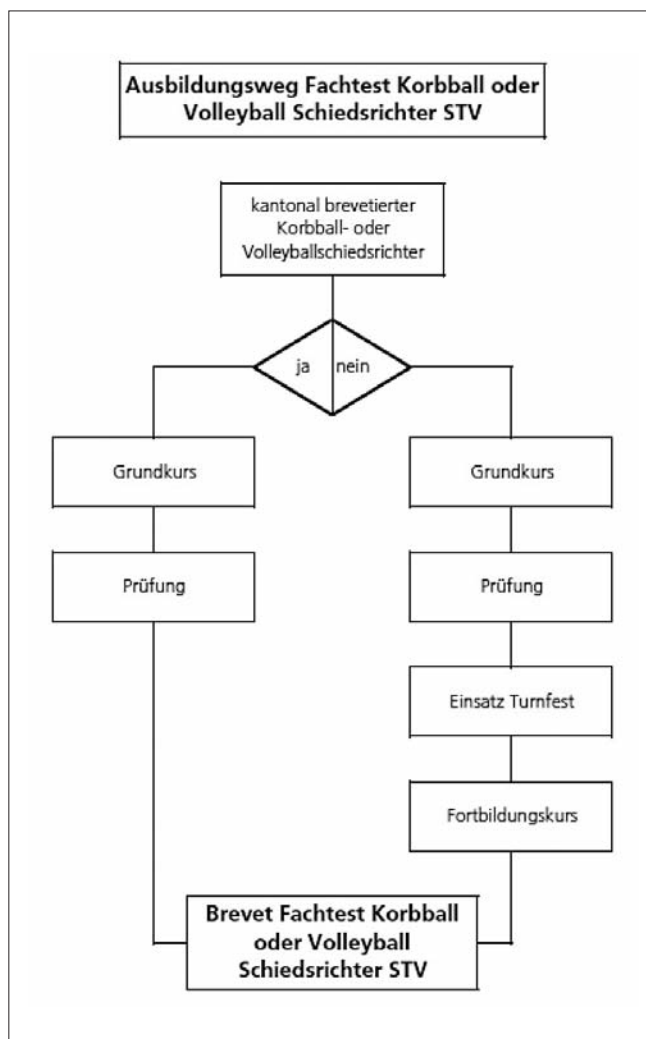 Ausbildungsweg Fachtest Korbball oder
Volleyball Schiedsrichter STV
kantonal brevetierter
Korbball- oder
Volleyballschiedsrichter
ja
nein
Grundkurs
Grundkurs
Prüfung
Prüfung
Einsatz Turnfest
Fortbildungskurs
Brevet Fachtest Korbball
oder Volleyball
Schiedsrichter STV